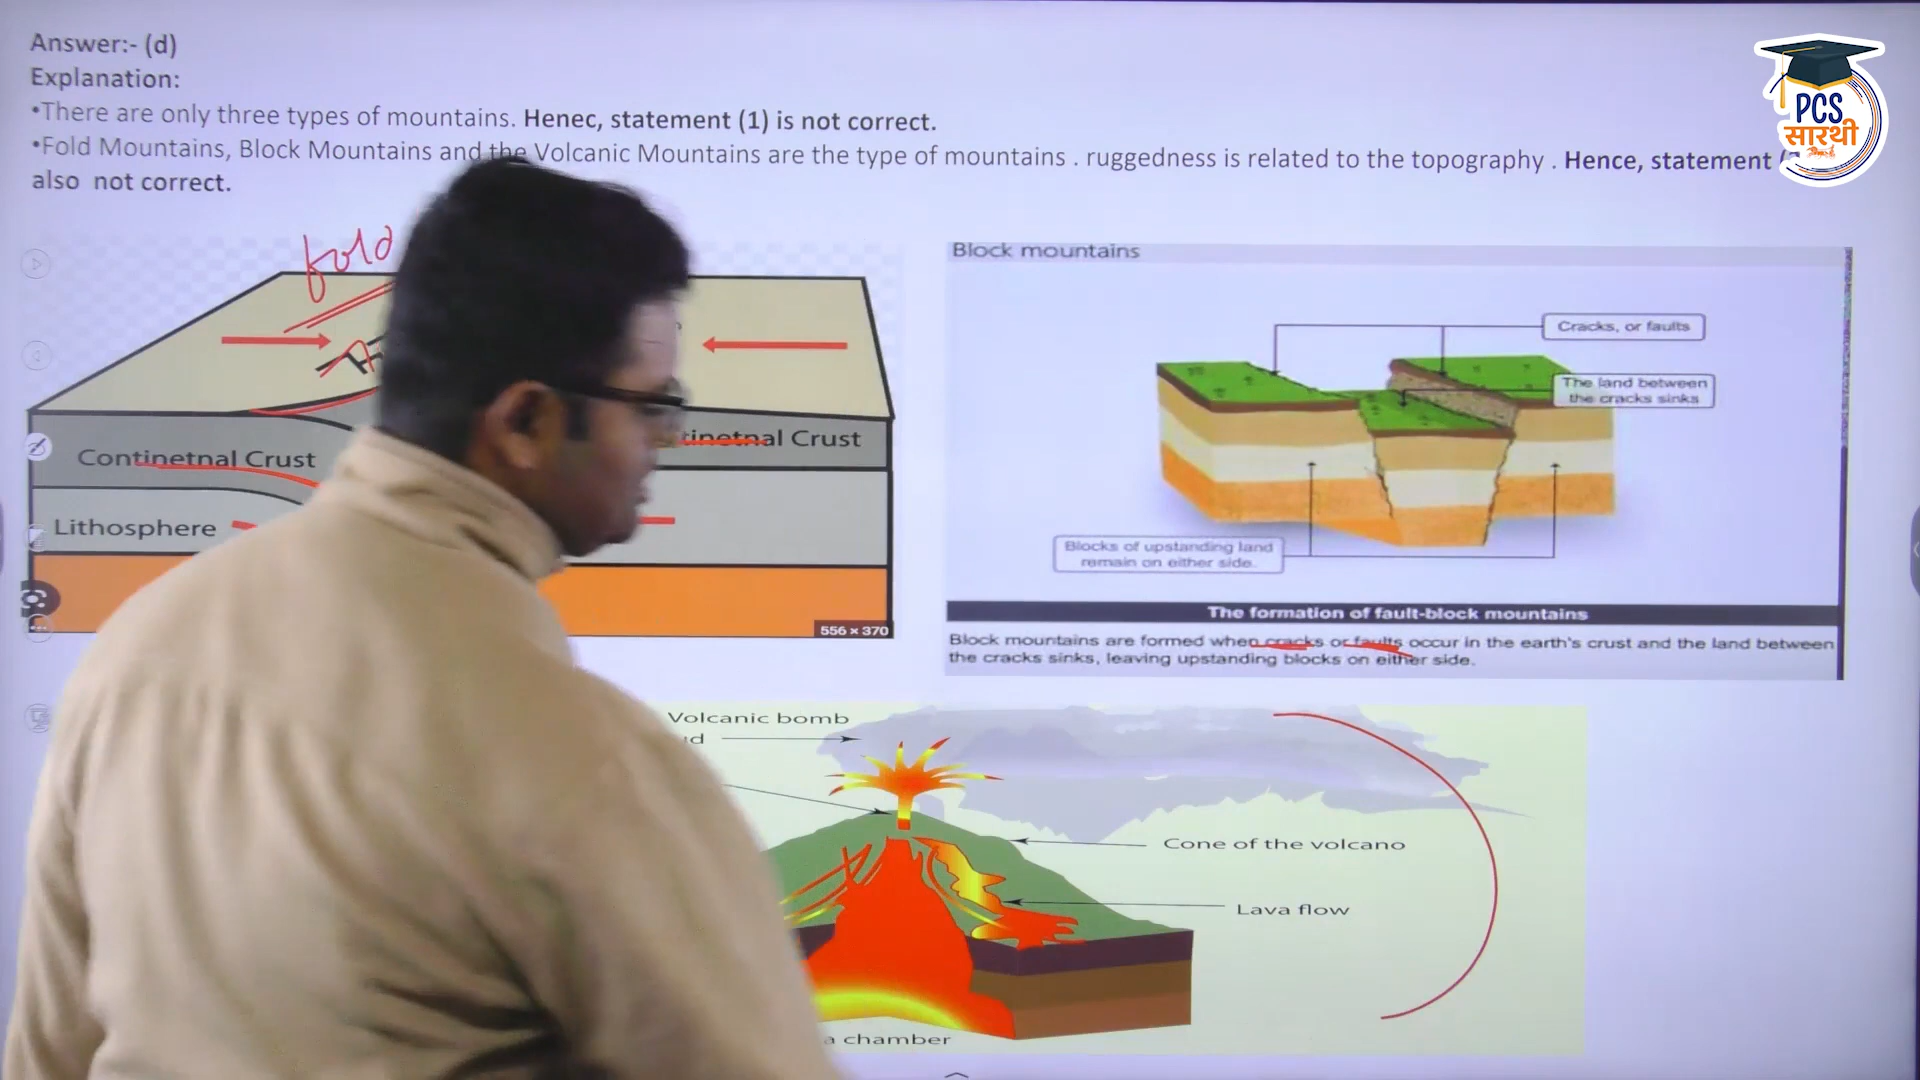 Answer:- (d)
Explanation:
•There are only three types of mountains. Henec, statement (1) is not correct.
•Fold Mountains, Block Mountains and the Volcanic Mountains are the type of mountains . ruggedness is related to the topography . Hence, statement
also not correct.
PCS
सारथी
fold
Continetnal Crust
tinetnal Crust
Lithosphere
556 × 370
Block mountains
Cracks, or faults
The land between
the cracks sinks
Blocks of upstanding land
remain on either side.
The formation of fault-block mountains
Block mountains are formed when cracks or faults occur in the earth's crust and the land between
the cracks sinks, leaving upstanding blocks on either side.
Volcanic bomb
Cone of the volcano
Lava flow
a chamber